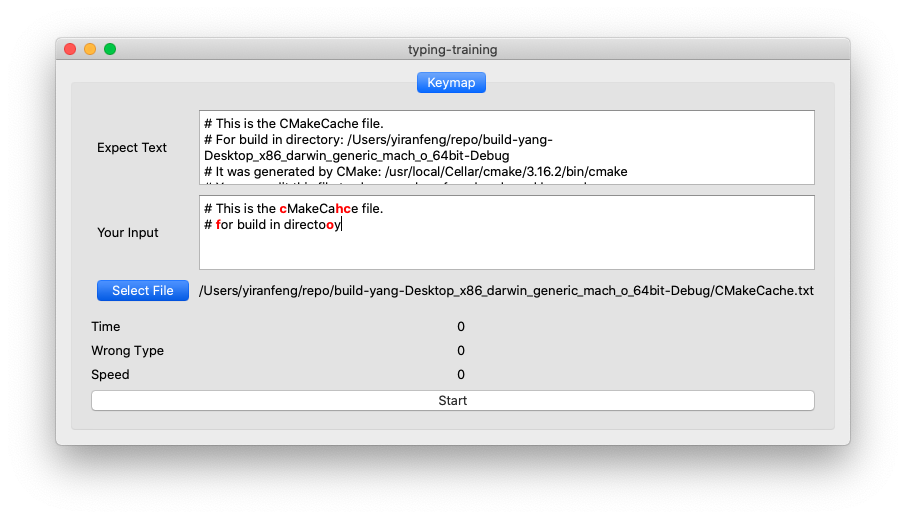 typing-training
Keymap
Expect Text
# This is the CMakeCache file.
# For build in directory: /Users/yiranfeng/repo/build-yang-
Desktop_x86_darwin_generic_mach_o_64bit-Debug
# It was generated by CMake: /usr/local/Cellar/cmake/3.16.2/bin/cmake
Your Input
# This is the cMakeCahce file.
# for build in directooy
Select File /Users/yiranfeng/repo/build-yang-Desktop_x86_darwin_generic_mach_o_64bit-Debug/CMakeCache.txt
Time 0
Wrong Type 0
Speed 0
Start